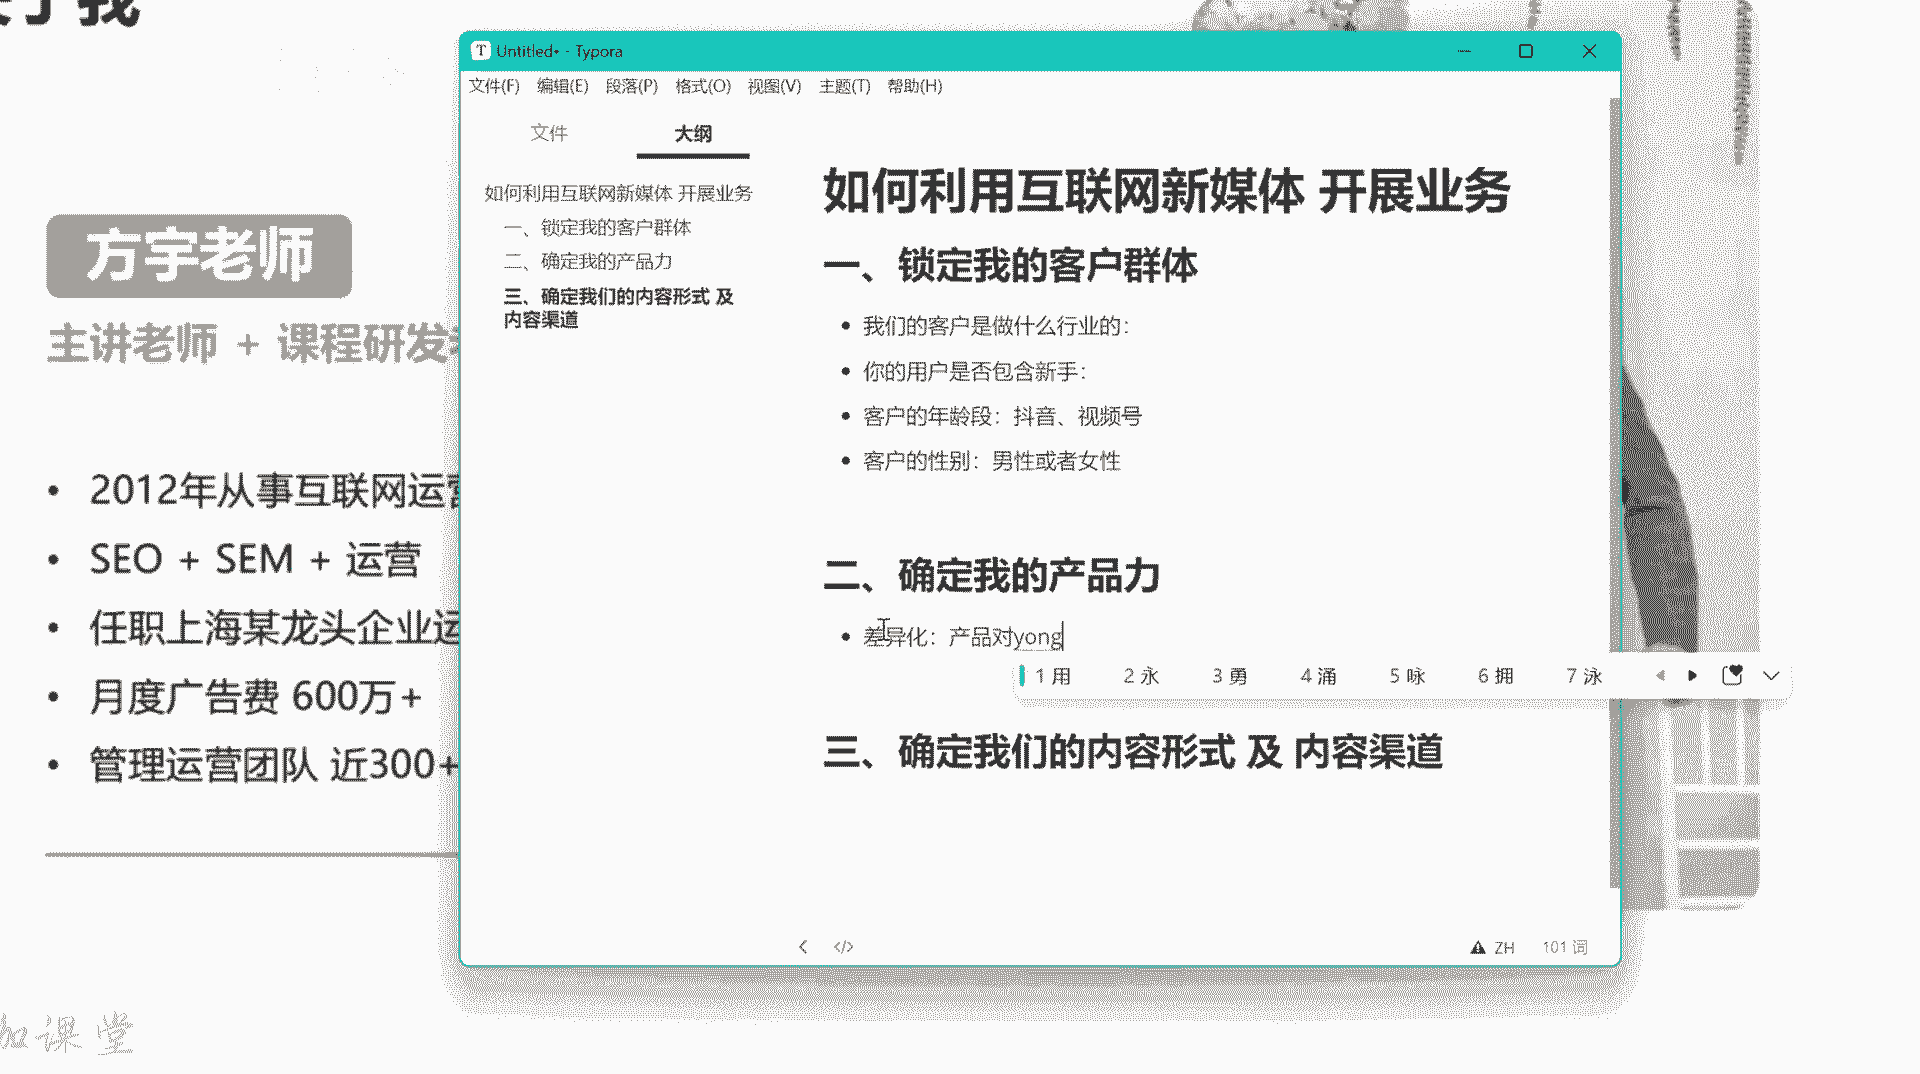 我
方宇老师
主讲老师 + 课程研发
• 2012年从事互联网运营
• SEO + SEM + 运营
• 任职上海某龙头企业运
• 月度广告费 600万+
• 管理运营团队 近300+
加课堂
Untitled• - Typora
文件(F) 编辑(E) 段落(P) 格式(O) 视图(V) 主题(T) 帮助(H)
文件 大纲
如何利用互联网新媒体 开展业务
一、锁定我的客户群体
二、确定我的产品力
三、确定我们的内容形式 及
内容渠道
如何利用互联网新媒体 开展业务
一、锁定我的客户群体
• 我们的客户是做什么行业的:
• 你的用户是否包含新手:
• 客户的年龄段：抖音、视频号
• 客户的性别：男性或者女性
二、确定我的产品力
• 差异化：产品对yong
1 用 2 永 3 勇 4 涌 5 咏 6 拥 7 泳
三、确定我们的内容形式 及 内容渠道
ZH 101 词